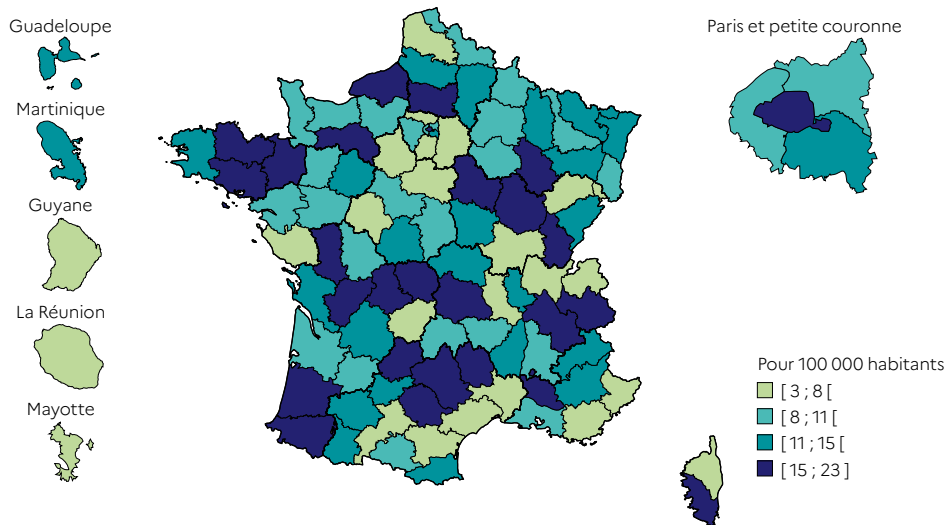 Guadeloupe
Martinique
Guyane
La Réunion
Mayotte
Paris et petite couronne
Pour 100 000 habitants
[ 3 ; 8 [
[ 8 ; 11 [
[ 11 ; 15 [
[ 15 ; 23 ]